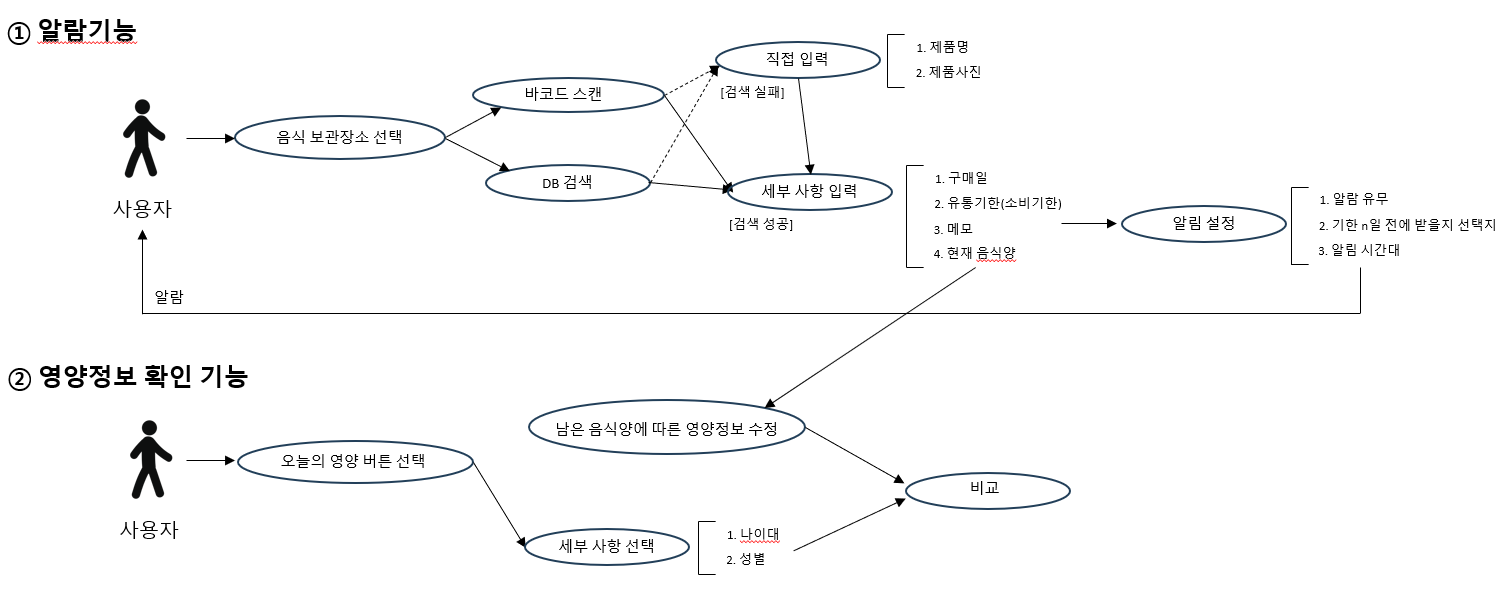 ① 알람기능
사용자
음식 보관장소 선택
바코드 스캔
DB 검색
직접 입력
[검색 실패]
1. 제품명
2. 제품사진
세부 사항 입력
[검색 성공]
1. 구매일
2. 유통기한(소비기한)
3. 메모
4. 현재 음식양
알림 설정
1. 알람 유무
2. 기한 n일 전에 받을지 선택지
3. 알림 시간대
알람
② 영양정보 확인 기능
사용자
오늘의 영양 버튼 선택
남은 음식양에 따른 영양정보 수정
세부 사항 선택
1. 나이대
2. 성별
비교